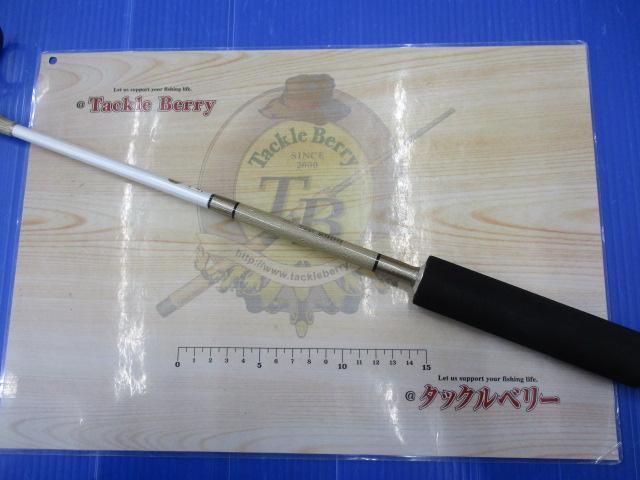 Let us support your fishing life.
@ Tackle Berry
Tackle Berry
SINCE
2000
TB
http://www.tackleberry
0 1 2 3 4 5 6 7 8 9 10 11 12 13 14 15
Let us support your fishing life.
@ タックルベリー